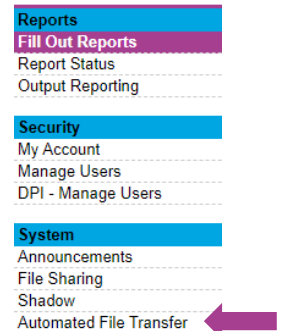 Reports
Fill Out Reports
Report Status
Output Reporting
Security
My Account
Manage Users
DPI - Manage Users
System
Announcements
File Sharing
Shadow
Automated File Transfer